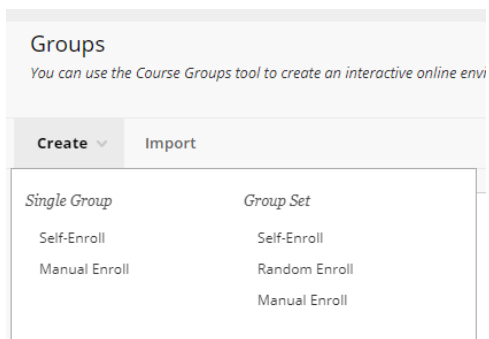 Groups
You can use the Course Groups tool to create an interactive online
Create Import
Single Group Group Set
Self-Enroll Self-Enroll
Manual Enroll Random Enroll
Manual Enroll